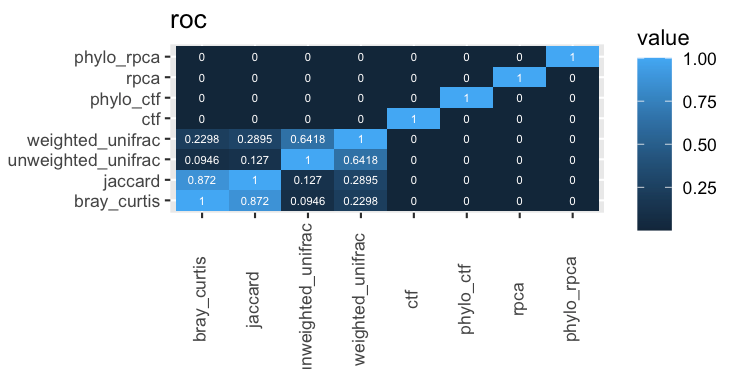 roc
phylo_rpca 0 0 0 0 0 0 0 1
rpca 0 0 0 0 0 0 1 0
phylo_ctf 0 0 0 0 0 1 0 0
ctf 0 0 0 0 1 0 0 0
weighted_unifrac 0.2298 0.2895 0.6418 1 0 0 0 0
unweighted_unifrac 0.0946 0.127 1 0.6418 0 0 0 0
jaccard 0.872 1 0.127 0.2895 0 0 0 0
bray_curtis 1 0.872 0.0946 0.2298 0 0 0 0
bray_curtis
jaccard
unweighted_unifrac
weighted_unifrac
ctf
phylo_ctf
rpca
phylo_rpca
value
1.00
0.75
0.50
0.25